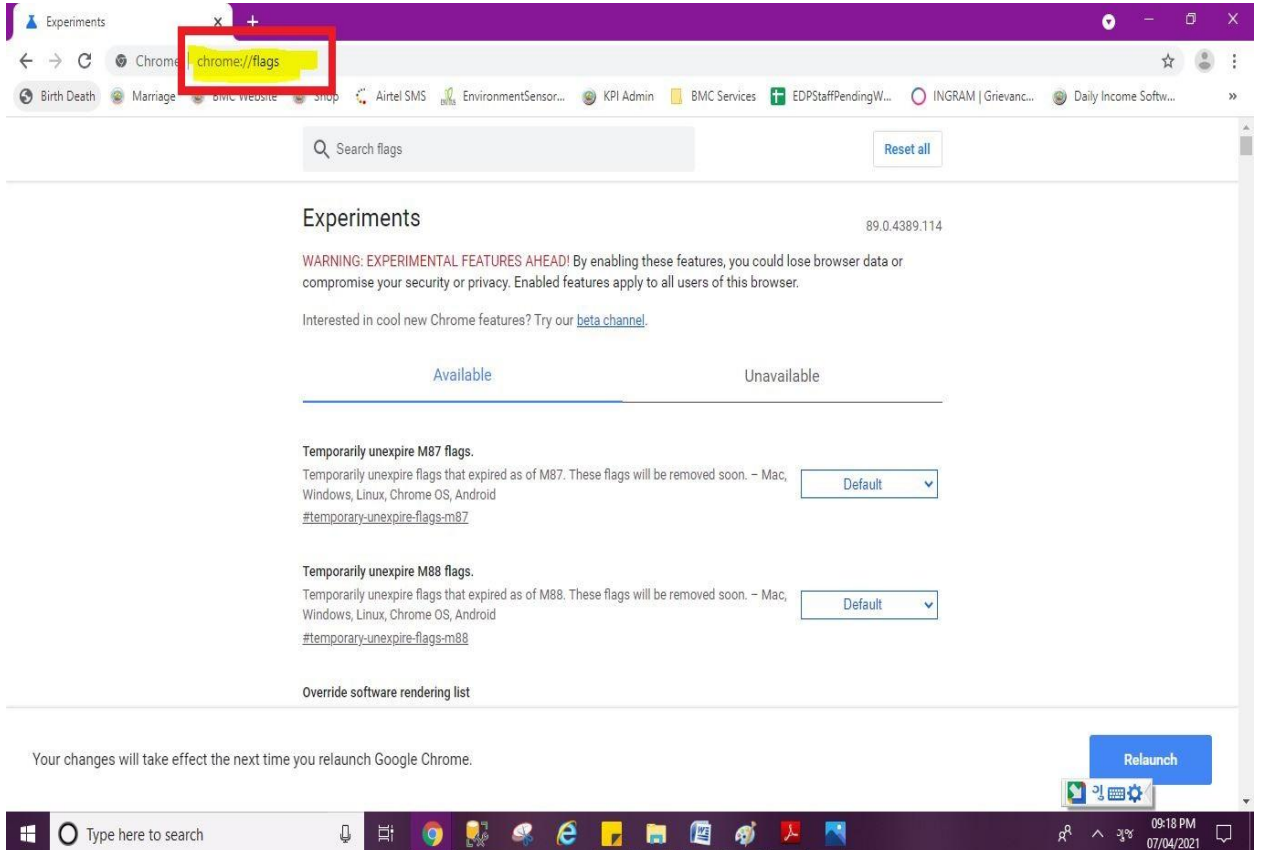 Experiments
Chrome chrome://flags
Birth Death Marriage BMC Website Shop Airtel SMS EnvironmentSensor... KPI Admin BMC Services EDPStaffPendingW... INGRAM | Grievanc... Daily Income Softw... »
Search flags Reset all
Experiments 89.0.4389.114
WARNING: EXPERIMENTAL FEATURES AHEAD! By enabling these features, you could lose browser data or
compromise your security or privacy. Enabled features apply to all users of this browser.
Interested in cool new Chrome features? Try our beta channel.
Available Unavailable
Temporarily unexpire M87 flags.
Temporarily unexpire flags that expired as of M87. These flags will be removed soon. – Mac,
Windows, Linux, Chrome OS, Android
Default
#temporary-unexpire-flags-m87
Temporarily unexpire M88 flags.
Temporarily unexpire flags that expired as of M88. These flags will be removed soon. – Mac,
Windows, Linux, Chrome OS, Android
Default
#temporary-unexpire-flags-m88
Override software rendering list
Your changes will take effect the next time you relaunch Google Chrome. Relaunch
Type here to search
09:18 PM
07/04/2021